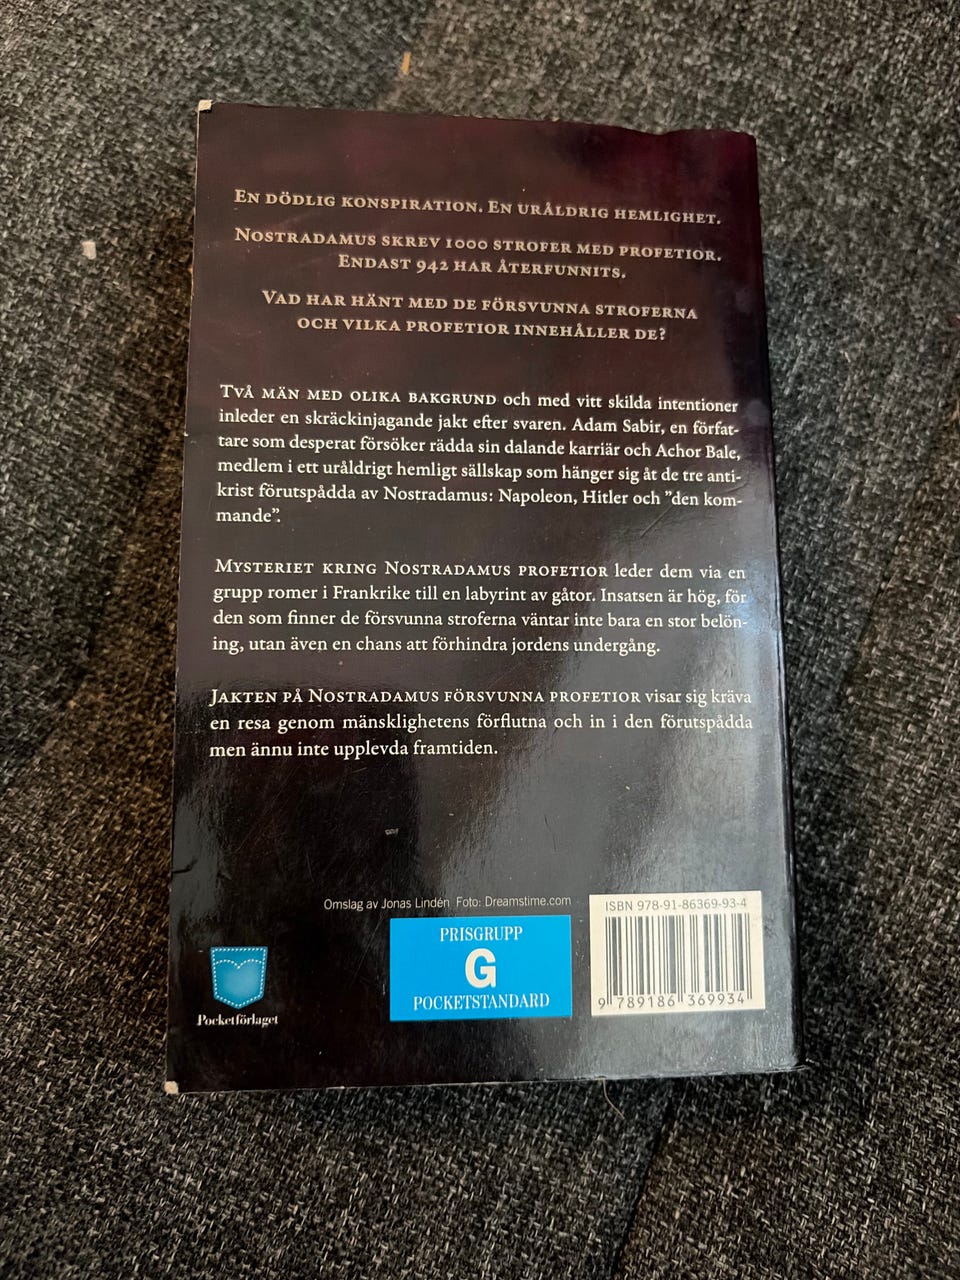 En dödlig konspiration. En uråldrig hemlighet.
Nostradamus skrev 1000 strofer med profetior.
Endast 942 har återfunnits.
Vad har hänt med de försvunna stroferna
och vilka profetior innehåller de?
Två män med olika bakgrund och med vitt skilda intentioner
inleder en skräckinjagande jakt efter svaren. Adam Sabir, en förfat-
tare som desperat försöker rädda sin dalande karriär och Achor Bale,
medlem i ett uråldrigt hemligt sällskap som hänger sig åt de tre anti-
krist förutspådda av Nostradamus: Napoleon, Hitler och ”den kom-
mande”.
Mysteriet kring Nostradamus profetior leder dem via en
grupp romer i Frankrike till en labyrint av gåtor. Insatsen är hög, för
den som finner de försvunna stroferna väntar inte bara en stor belön-
ing, utan även en chans att förhindra jordens undergång.
Jakten på Nostradamus försvunna profetior visar sig kräva
en resa genom mänsklighetens förflutna och in i den förutspådda
men ännu inte upplevda framtiden.
Omslag av Jonas Lindén Foto: Dreamstime.com
Pocketförlaget
PRISGRUPP
G
POCKETSTANDARD
ISBN 978-91-86369-93-4
9 789186 369934